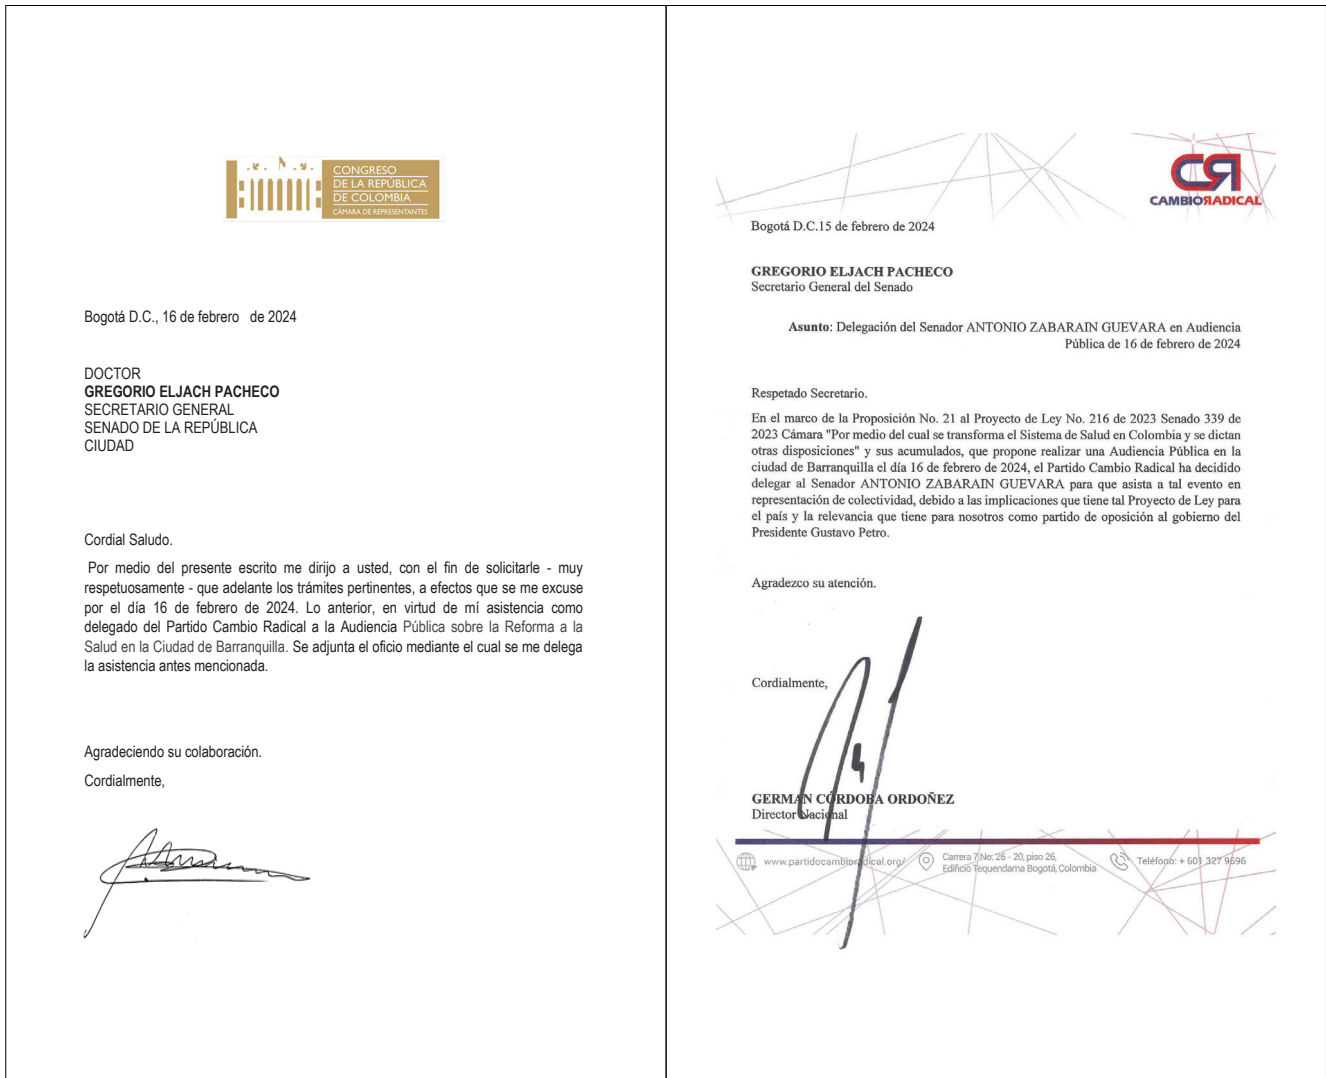 CONGRESO
DE LA REPÚBLICA
DE COLOMBIA
CÁMARA DE REPRESENTANTES
Bogotá D.C., 16 de febrero de 2024
DOCTOR
GREGORIO ELJACH PACHECO
SECRETARIO GENERAL
SENADO DE LA REPÚBLICA
CIUDAD
Cordial Saludo.
Por medio del presente escrito me dirijo a usted, con el fin de solicitarle - muy
respetuosamente - que adelante los trámites pertinentes, a efectos que se me excuse
por el día 16 de febrero de 2024. Lo anterior, en virtud de mí asistencia como
delegado del Partido Cambio Radical a la Audiencia Pública sobre la Reforma a la
Salud en la Ciudad de Barranquilla. Se adjunta el oficio mediante el cual se me delega
la asistencia antes mencionada.
Agradeciendo su colaboración.
Cordialmente,
CR
CAMBIO RADICAL
Bogotá D.C.15 de febrero de 2024
GREGORIO ELJACH PACHECO
Secretario General del Senado
Asunto: Delegación del Senador ANTONIO ZABARAIN GUEVARA en Audiencia
Pública de 16 de febrero de 2024
Respetado Secretario.
En el marco de la Proposición No. 21 al Proyecto de Ley No. 216 de 2023 Senado 339 de
2023 Cámara "Por medio del cual se transforma el Sistema de Salud en Colombia y se dictan
otras disposiciones" y sus acumulados, que propone realizar una Audiencia Pública en la
ciudad de Barranquilla el día 16 de febrero de 2024, el Partido Cambio Radical ha decidido
delegar al Senador ANTONIO ZABARAIN GUEVARA para que asista a tal evento en
representación de colectividad, debido a las implicaciones que tiene tal Proyecto de Ley para
el país y la relevancia que tiene para nosotros como partido de oposición al gobierno del
Presidente Gustavo Petro.
Agradezco su atención.
Cordialmente,
GERMAN CÓRDOBA ORDOÑEZ
Director Nacional
www.partidocambioradical.org/
Carrera 7 No. 26 - 20, piso 26,
Edificio Tequendama Bogotá, Colombia
Teléfono: + 601 327 9696